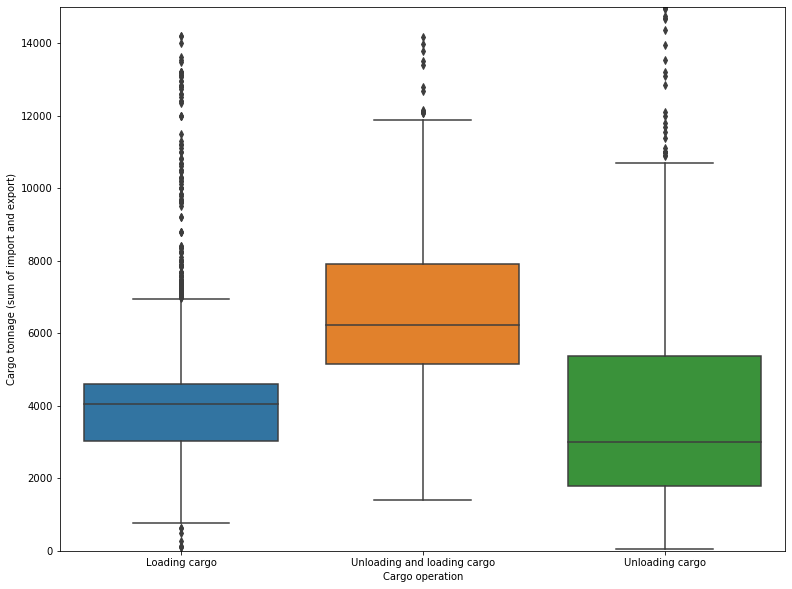 Cargo tonnage (sum of import and export)
14000
12000
10000
8000
6000
4000
2000
0
Loading cargo
Unloading and loading cargo
Unloading cargo
Cargo operation